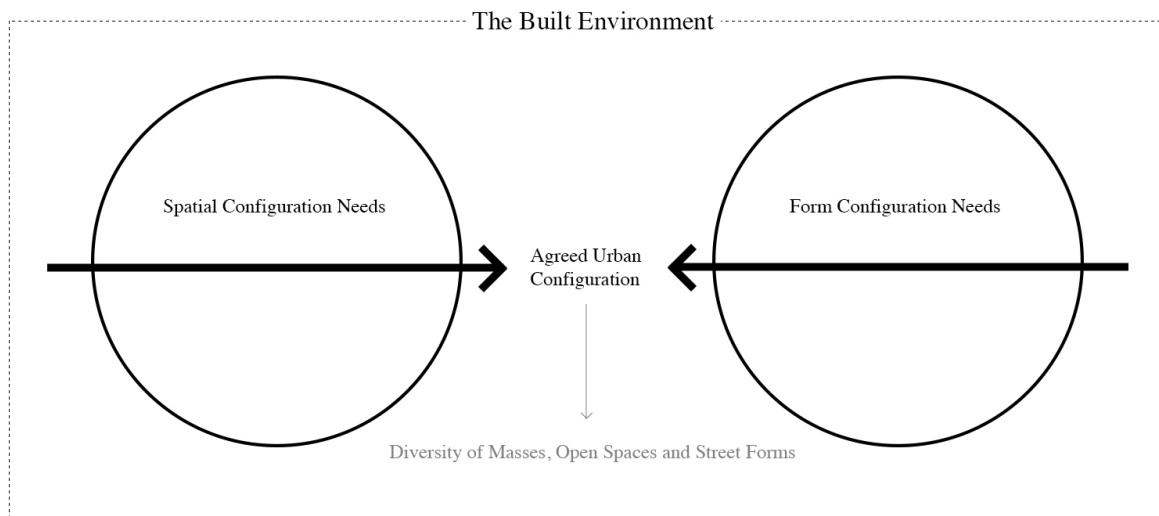 The Built Environment
Spatial Configuration Needs
Form Configuration Needs
Agreed Urban
Configuration
Diversity of Masses, Open Spaces and Street Forms